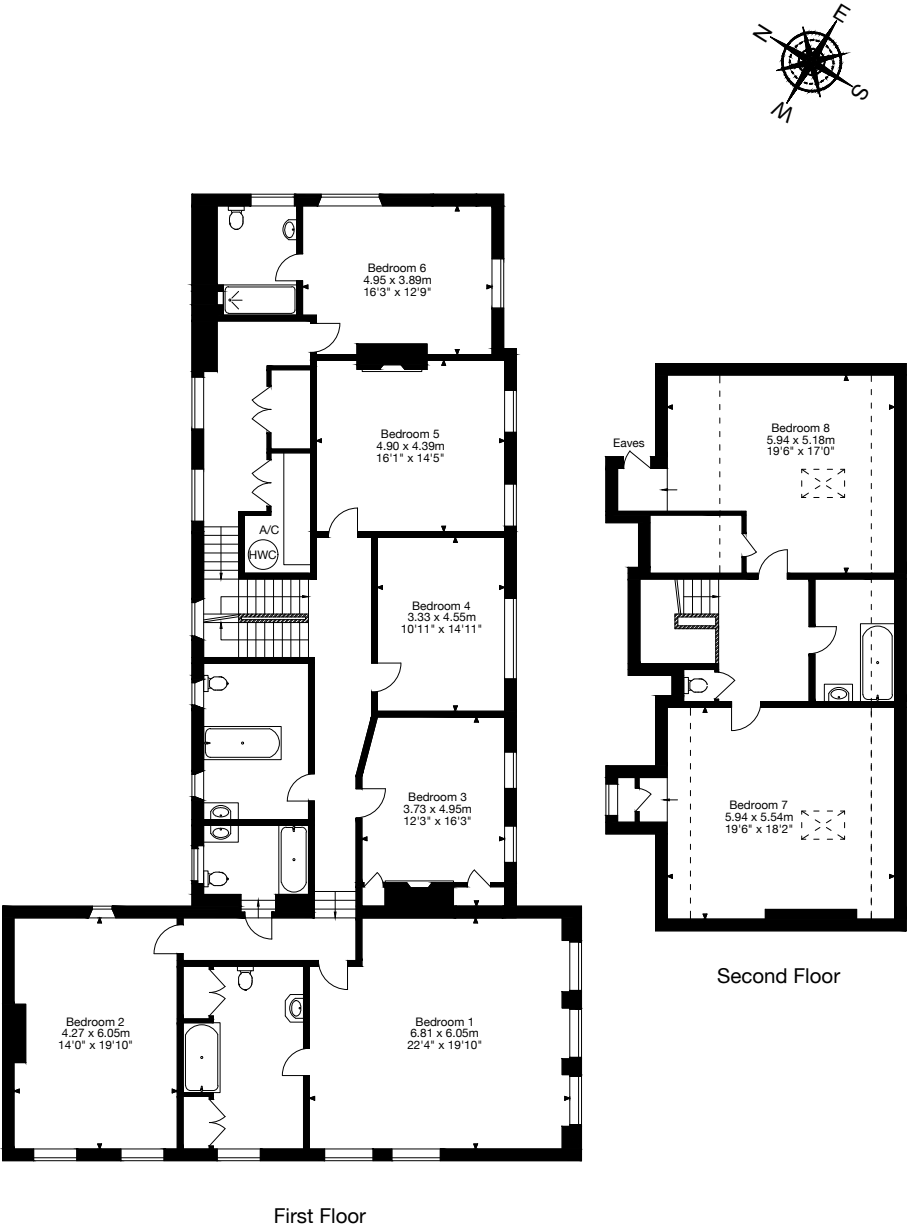 E
N
S
W
Bedroom 6
4.95 x 3.89m
16'3" x 12'9"
Bedroom 5
4.90 x 4.39m
16'1" x 14'5"
A/C
HWC
Bedroom 4
3.33 x 4.55m
10'11" x 14'11"
Bedroom 3
3.73 x 4.95m
12'3" x 16'3"
Bedroom 2
4.27 x 6.05m
14'0" x 19'10"
Bedroom 1
6.81 x 6.05m
22'4" x 19'10"
First Floor
Eaves
Bedroom 8
5.94 x 5.18m
19'6" x 17'0"
Bedroom 7
5.94 x 5.54m
19'6" x 18'2"
Second Floor